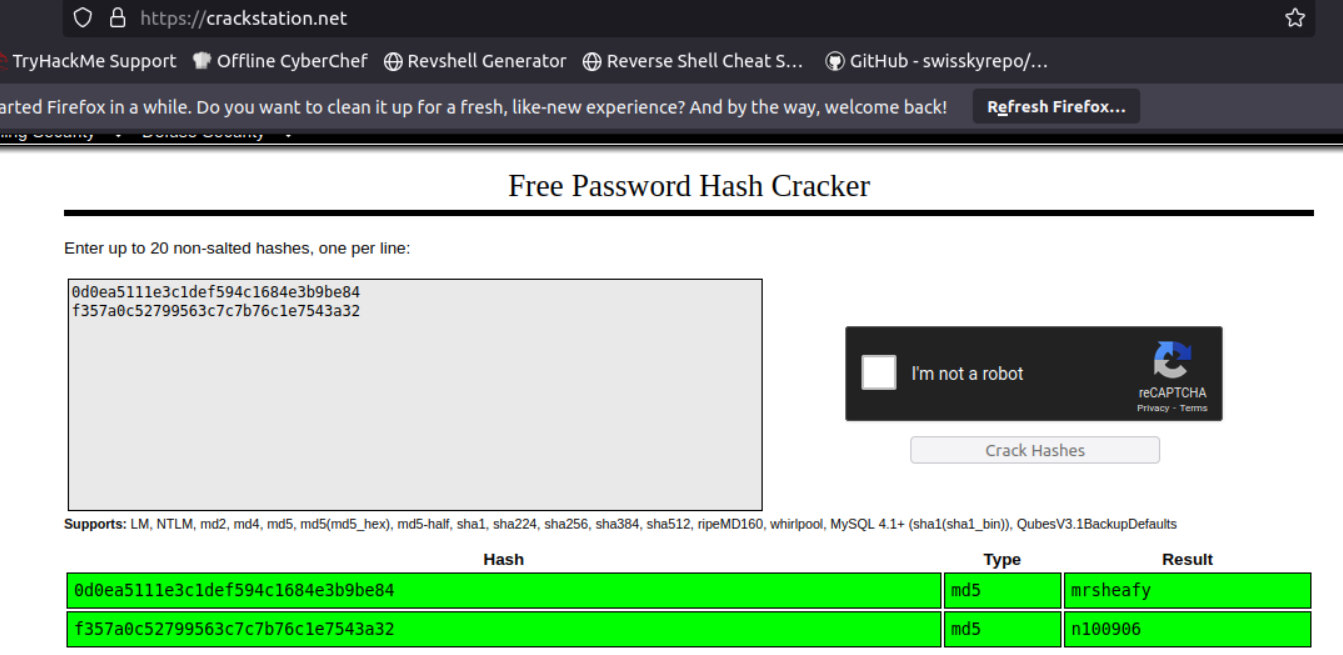 https://crackstation.net
TryHackMe Support Offline CyberChef Revshell Generator Reverse Shell Cheat S... GitHub - swisskyrepo/...
arted Firefox in a while. Do you want to clean it up for a fresh, like-new experience? And by the way, welcome back! Refresh Firefox...
Free Password Hash Cracker
Enter up to 20 non-salted hashes, one per line:
0d0ea5111e3c1def594c1684e3b9be84
f357a0c52799563c7c7b76c1e7543a32
I'm not a robot
reCAPTCHA
Privacy - Terms
Crack Hashes
Supports: LM, NTLM, md2, md4, md5, md5(md5_hex), md5-half, sha1, sha224, sha256, sha384, sha512, ripeMD160, whirlpool, MySQL 4.1+ (sha1(sha1_bin)), QubesV3.1BackupDefaults
Hash Type Result
0d0ea5111e3c1def594c1684e3b9be84 md5 mrsheafy
f357a0c52799563c7c7b76c1e7543a32 md5 n100906